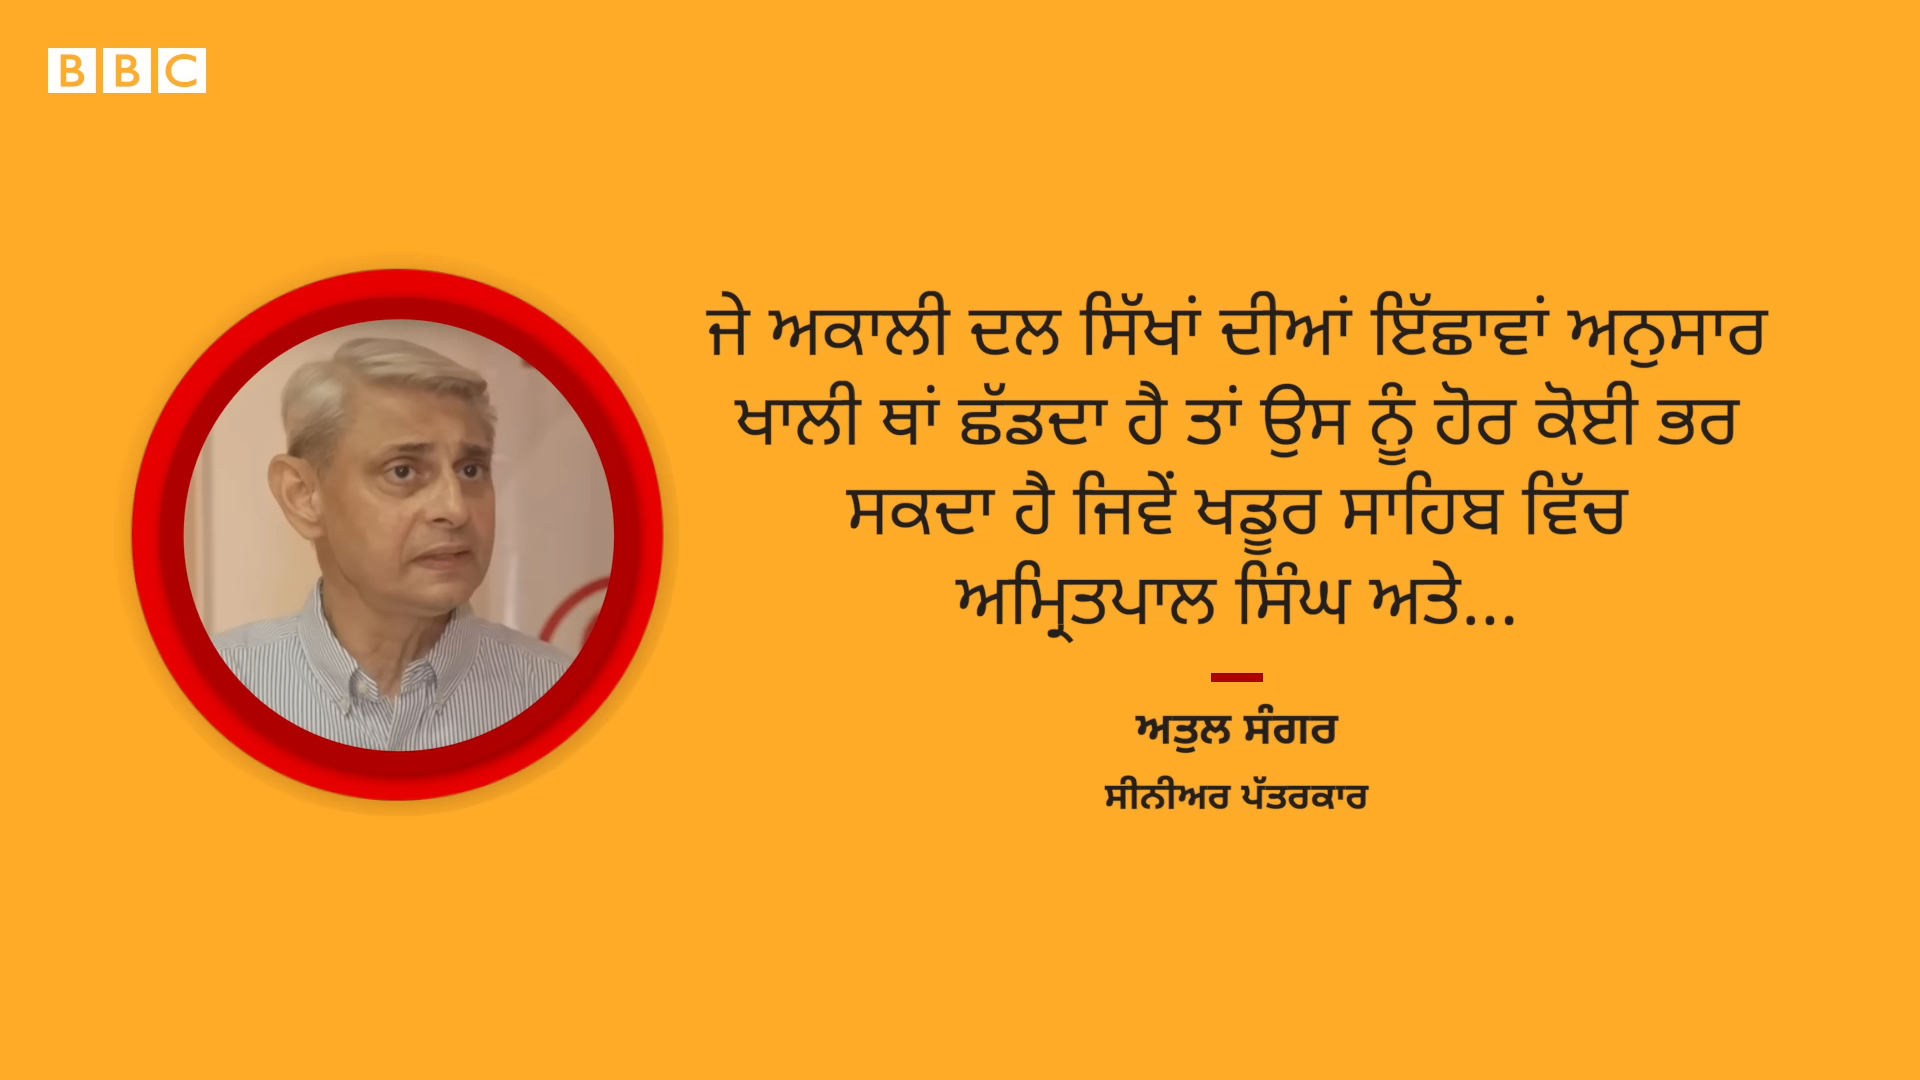 BBC
ਜੇ ਅਕਾਲੀ ਦਲ ਸਿੱਖਾਂ ਦੀਆਂ ਇੱਛਾਵਾਂ ਅਨੁਸਾਰ
ਖਾਲੀ ਥਾਂ ਛੱਡਦਾ ਹੈ ਤਾਂ ਉਸ ਨੂੰ ਹੋਰ ਕੋਈ ਭਰ
ਸਕਦਾ ਹੈ ਜਿਵੇਂ ਖਡੂਰ ਸਾਹਿਬ ਵਿੱਚ
ਅਮ੍ਰਿਤਪਾਲ ਸਿੰਘ ਅਤੇ...
ਅਤੁਲ ਸੰਗਰ
ਸੀਨੀਅਰ ਪੱਤਰਕਾਰ